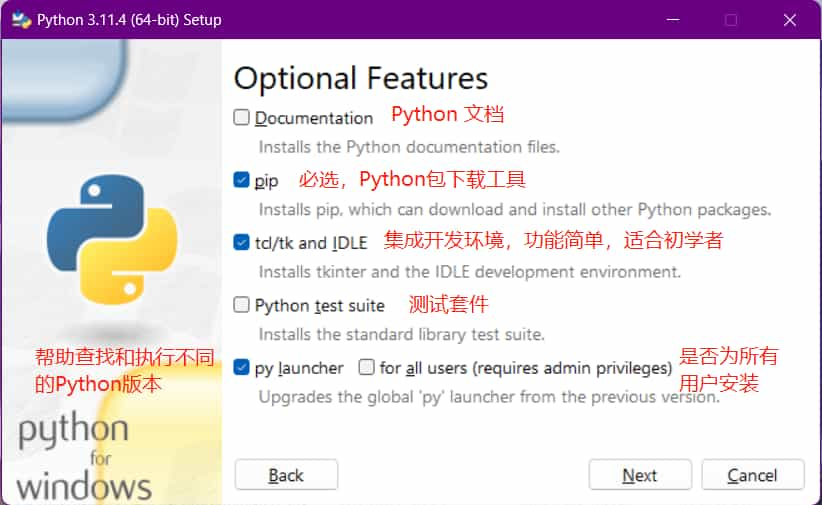 Python 3.11.4 (64-bit) Setup
Optional Features
Documentation Python 文档
Installs the Python documentation files.
pip 必选，Python包下载工具
Installs pip, which can download and install other Python packages.
tcl/tk and IDLE 集成开发环境，功能简单，适合初学者
Installs tkinter and the IDLE development environment.
Python test suite 测试套件
Installs the standard library test suite.
帮助查找和执行不同
的Python版本
py launcher for all users (requires admin privileges) 是否为所有
用户安装
Upgrades the global 'py' launcher from the previous version.
python
for
windows
Back Next Cancel